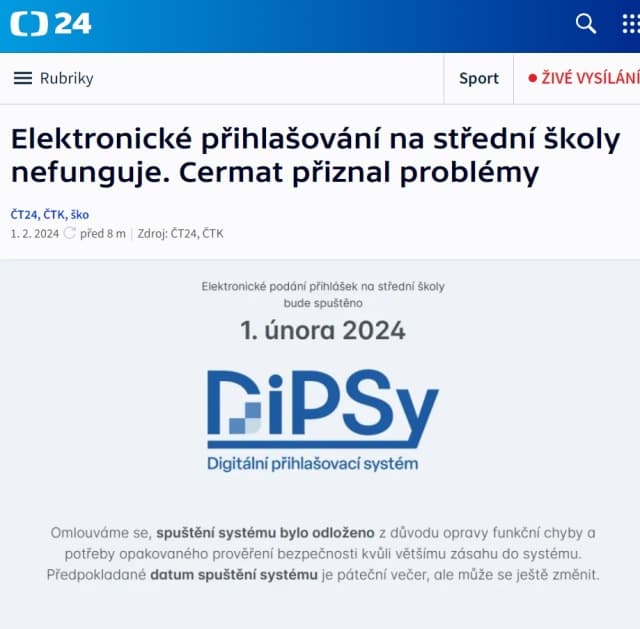 24
Rubriky
Sport
ŽIVÉ VYSÍLÁNÍ
Elektronické přihlašování na střední školy
nefunguje. Cermat přiznal problémy
ČT24, ČTK, ško
1. 2. 2024 před 8 m | Zdroj: ČT24, ČTK
Elektronické podání přihlášek na střední školy
bude spuštěno
1. února 2024
DiPSy
Digitální přihlašovací systém
Omlouváme se, spuštění systému bylo odloženo z důvodu opravy funkční chyby a
potřeby opakovaného prověření bezpečnosti kvůli většímu zásahu do systému.
Předpokládané datum spuštění systému je páteční večer, ale může se ještě změnit.